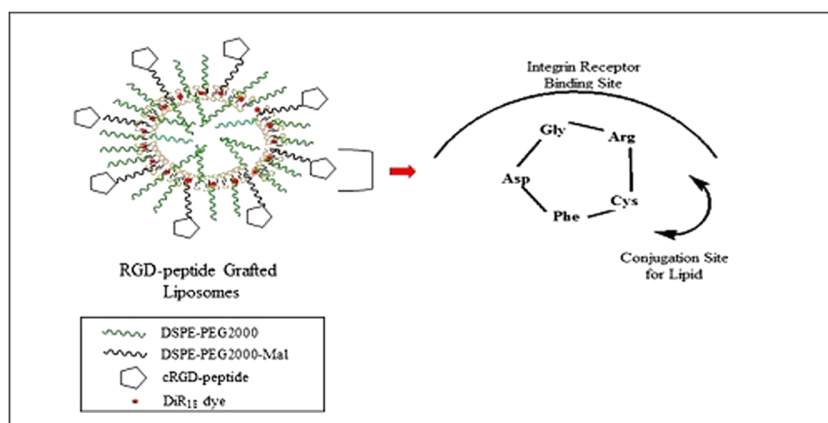 Integrin Receptor
Binding Site
Gly
Arg
Asp
Cys
Phe
Conjugation Site
for Lipid
RGD-peptide Grafted
Liposomes
DSPE-PEG2000
DSPE-PEG2000-Mal
cRGD-peptide
DiR₁₈ dye